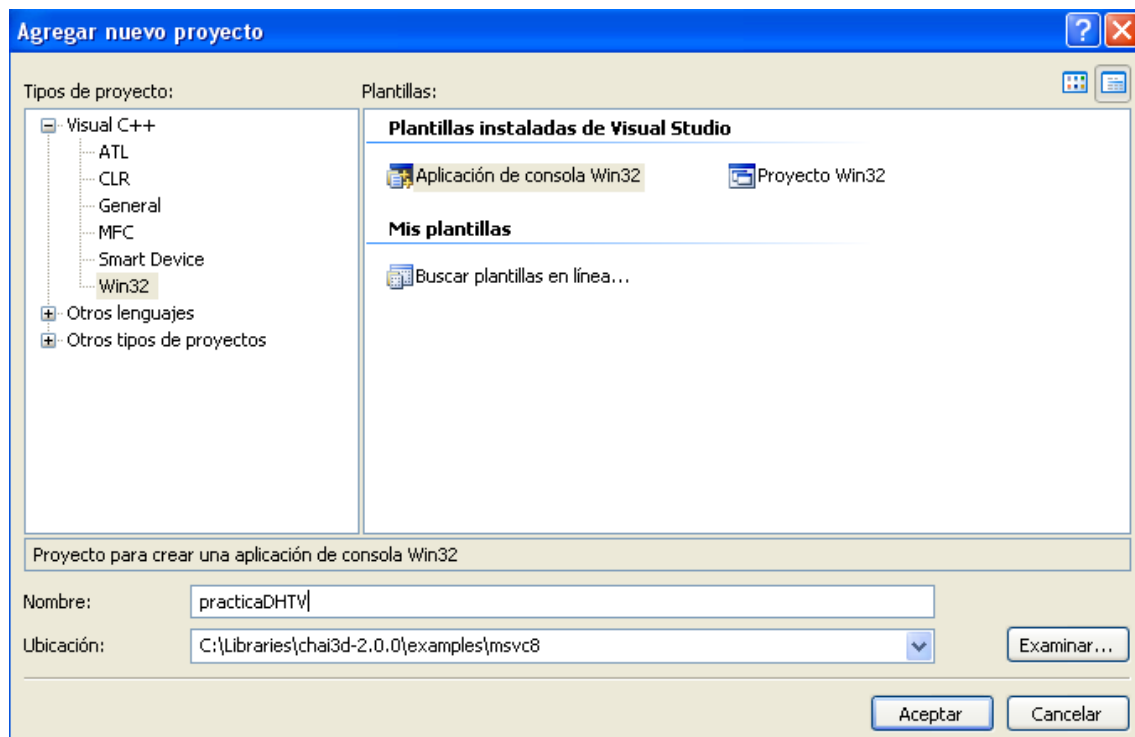 Agregar nuevo proyecto
Tipos de proyecto:
Plantillas:
Visual C++
ATL
CLR
General
MFC
Smart Device
Win32
Otros lenguajes
Otros tipos de proyectos
Plantillas instaladas de Visual Studio
Aplicación de consola Win32
Proyecto Win32
Mis plantillas
Buscar plantillas en línea...
Proyecto para crear una aplicación de consola Win32
Nombre:
practicaDHTV
Ubicación:
C:\Libraries\chai3d-2.0.0\examples\msvc8
Examinar...
Aceptar
Cancelar